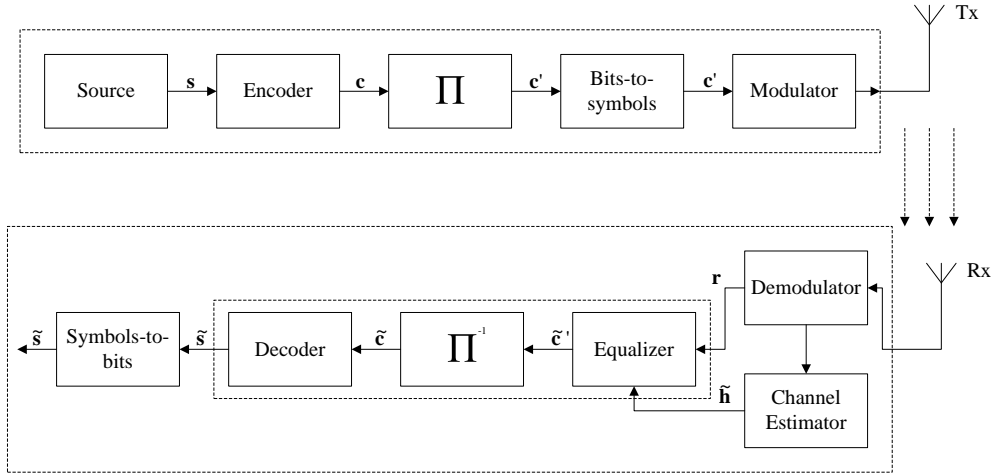 Tx
Source
s
Encoder
c
∏
c'
Bits-to-
symbols
c'
Modulator
Rx
r
Demodulator
s̃
Symbols-to-
bits
s̃
Decoder
c̃
∏⁻¹
c̃'
Equalizer
h̃
Channel
Estimator